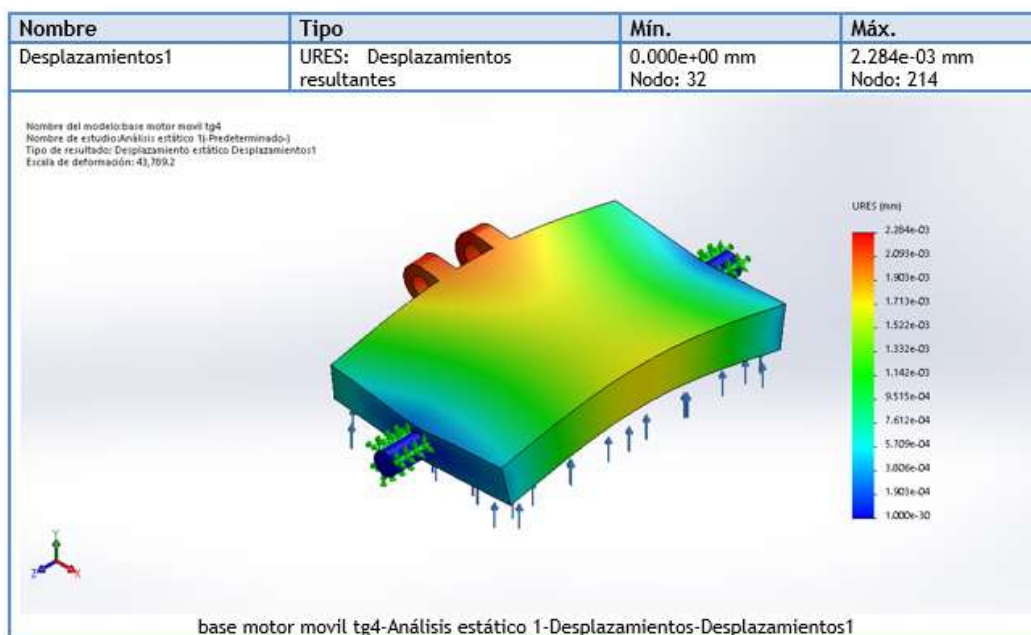 Nombre Tipo Mín. Máx.
Desplazamientos1 URES: Desplazamientos 0.000e+00 mm 2.284e-03 mm
resultantes Nodo: 32 Nodo: 214
Nombre del modelo:base motor movil tg4
Nombre de estudio:Análisis estático 1(-Predeterminado-)
Tipo de resultado: Desplazamiento estático Desplazamientos1
Escala de deformación: 43,789.2
URES (mm)
2.284e-03
2.093e-03
1.903e-03
1.713e-03
1.522e-03
1.332e-03
1.142e-03
9.515e-04
7.612e-04
5.709e-04
3.806e-04
1.903e-04
1.000e-30
Y
Z X
base motor movil tg4-Análisis estático 1-Desplazamientos-Desplazamientos1